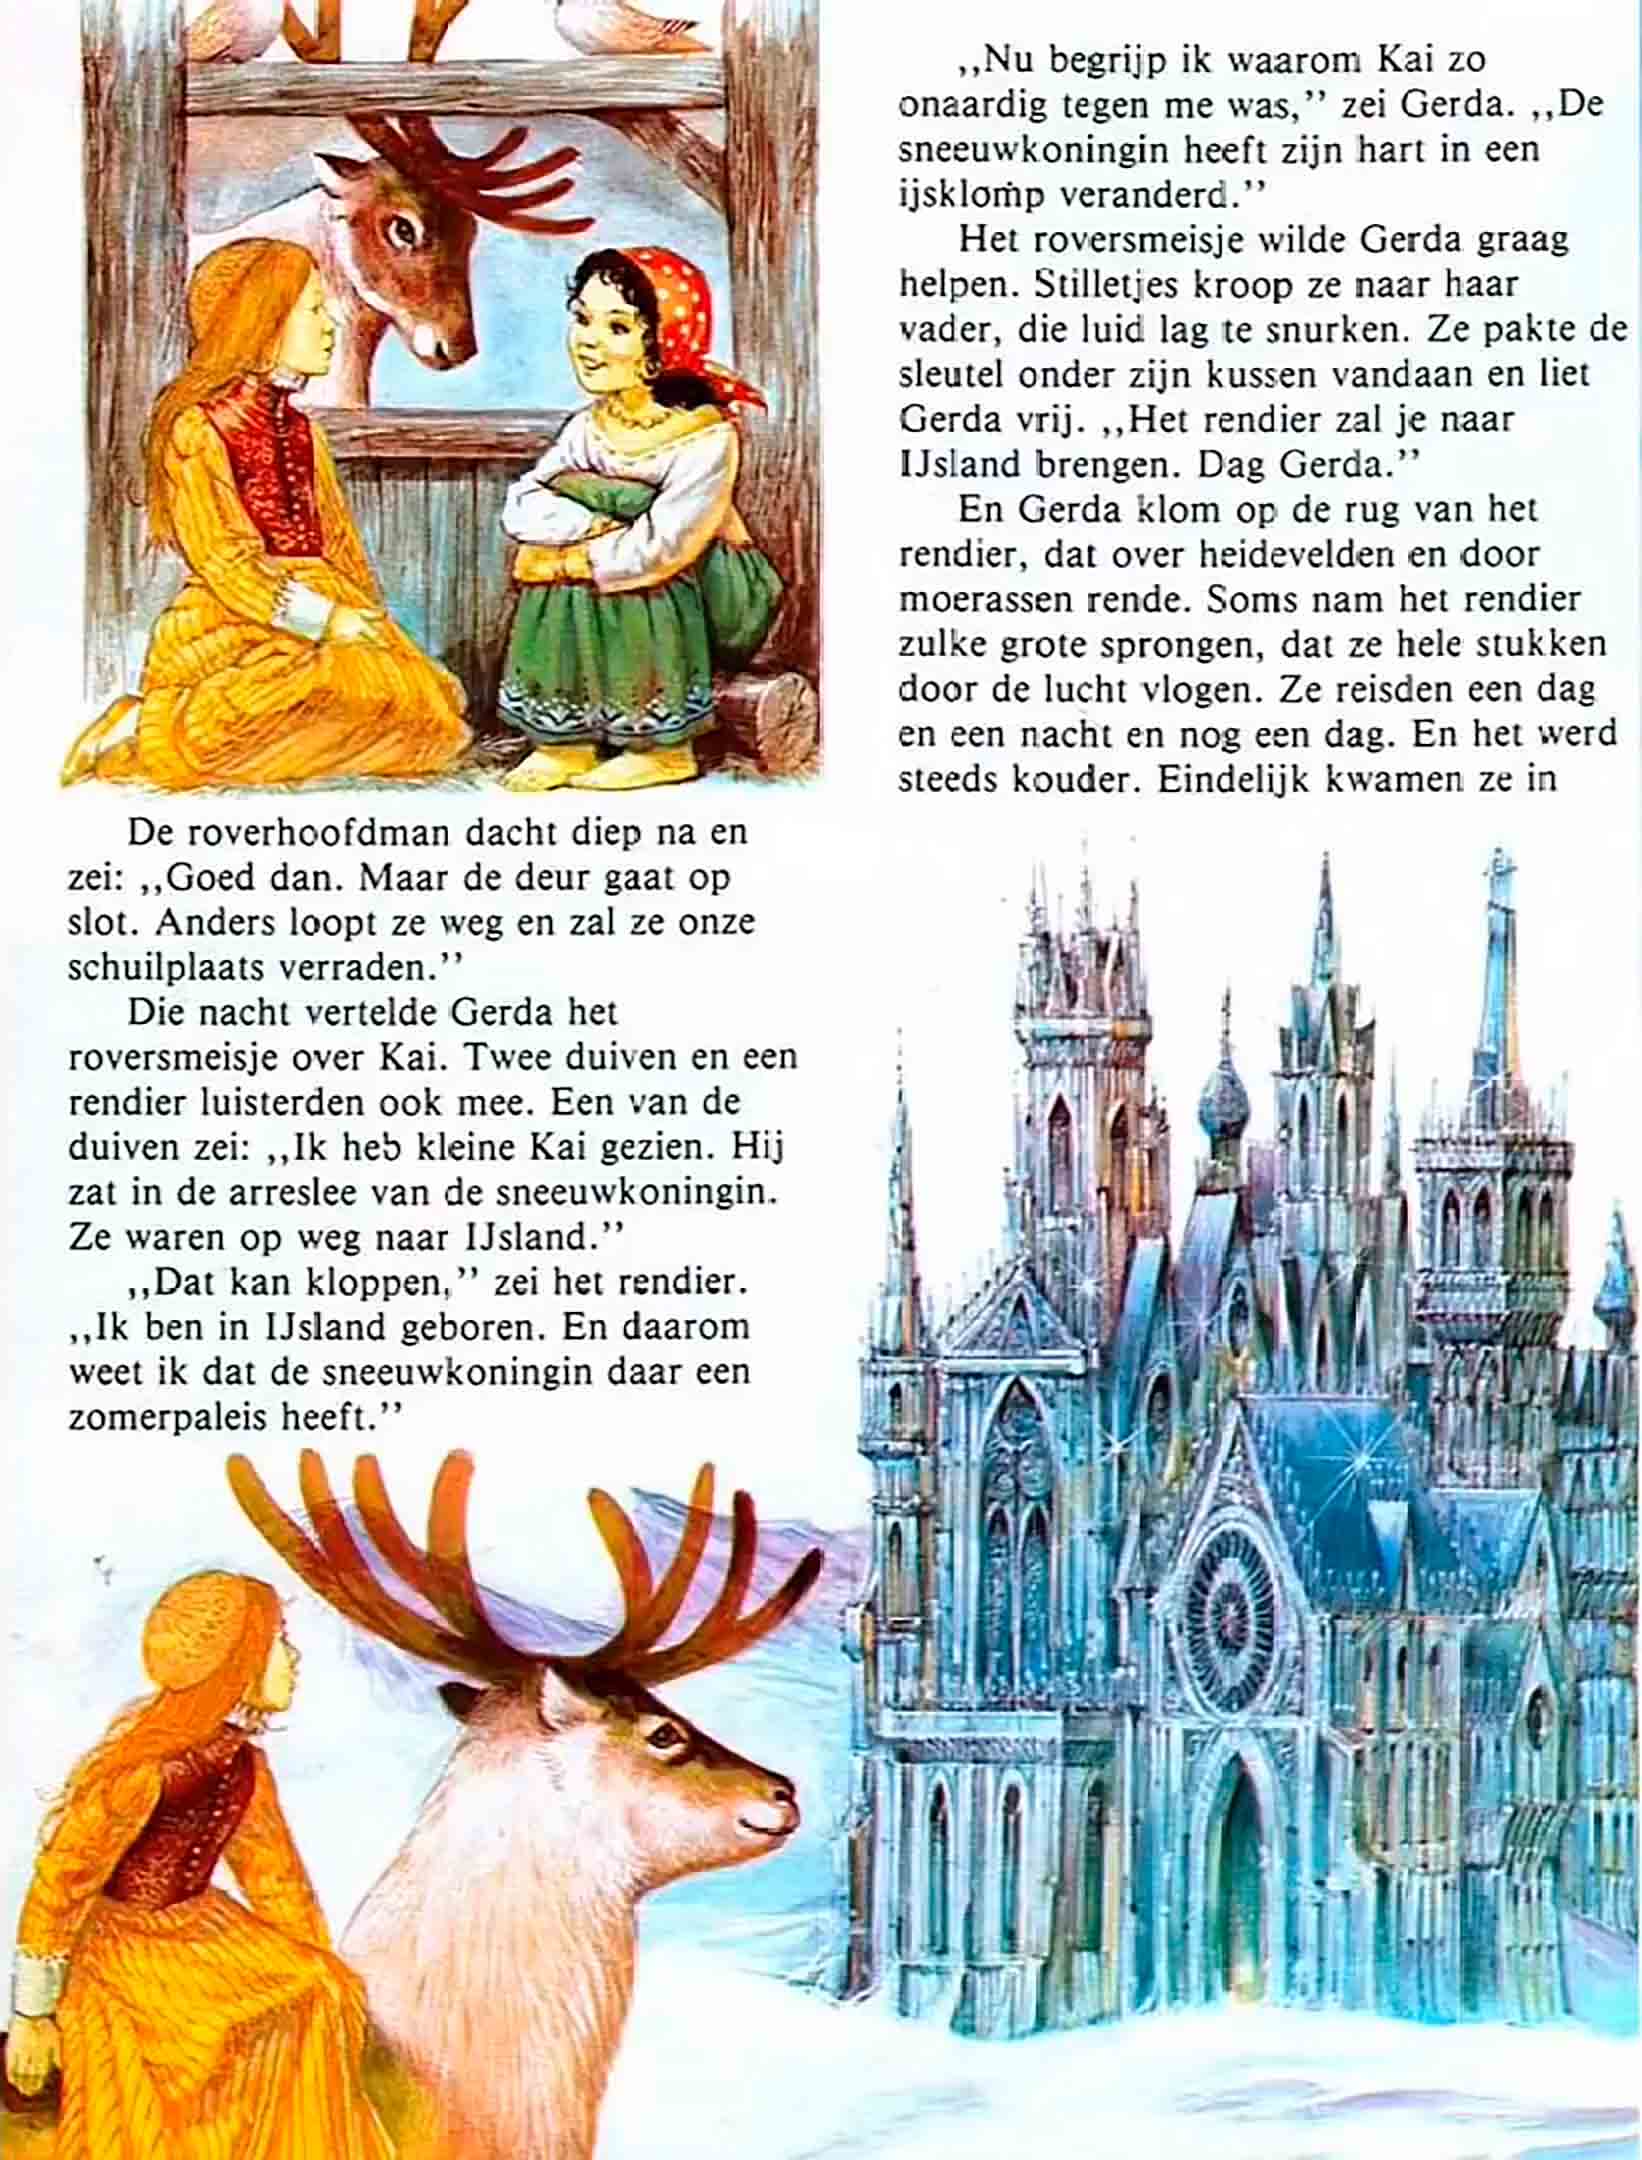 De roverhoofdman dacht diep na en
zei: ,,Goed dan. Maar de deur gaat op
slot. Anders loopt ze weg en zal ze onze
schuilplaats verraden.’’
Die nacht vertelde Gerda het
roversmeisje over Kai. Twee duiven en een
rendier luisterden ook mee. Een van de
duiven zei: ,,Ik heb kleine Kai gezien. Hij
zat in de arreslee van de sneeuwkoningin.
Ze waren op weg naar IJsland.’’
,,Dat kan kloppen,’’ zei het rendier.
,,Ik ben in IJsland geboren. En daarom
weet ik dat de sneeuwkoningin daar een
zomerpaleis heeft.’’
,,Nu begrijp ik waarom Kai zo
onaardig tegen me was,’’ zei Gerda. ,,De
sneeuwkoningin heeft zijn hart in een
ijsklomp veranderd.’’
Het roversmeisje wilde Gerda graag
helpen. Stilletjes kroop ze naar haar
vader, die luid lag te snurken. Ze pakte de
sleutel onder zijn kussen vandaan en liet
Gerda vrij. ,,Het rendier zal je naar
IJsland brengen. Dag Gerda.’’
En Gerda klom op de rug van het
rendier, dat over heidevelden en door
moerassen rende. Soms nam het rendier
zulke grote sprongen, dat ze hele stukken
door de lucht vlogen. Ze reisden een dag
en een nacht en nog een dag. En het werd
steeds kouder. Eindelijk kwamen ze in